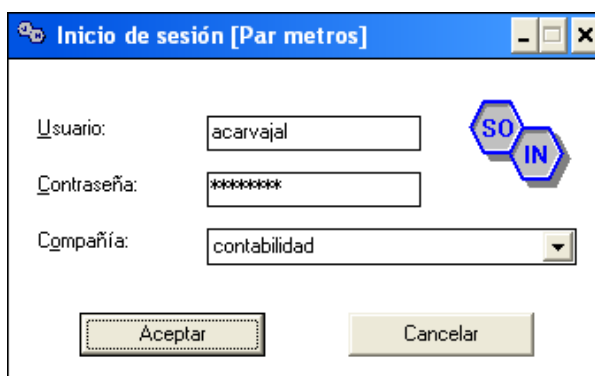 Inicio de sesión [Par metros]
SO
IN
Usuario: acarvajal
Contraseña: ********
Compañía: contabilidad
Aceptar Cancelar